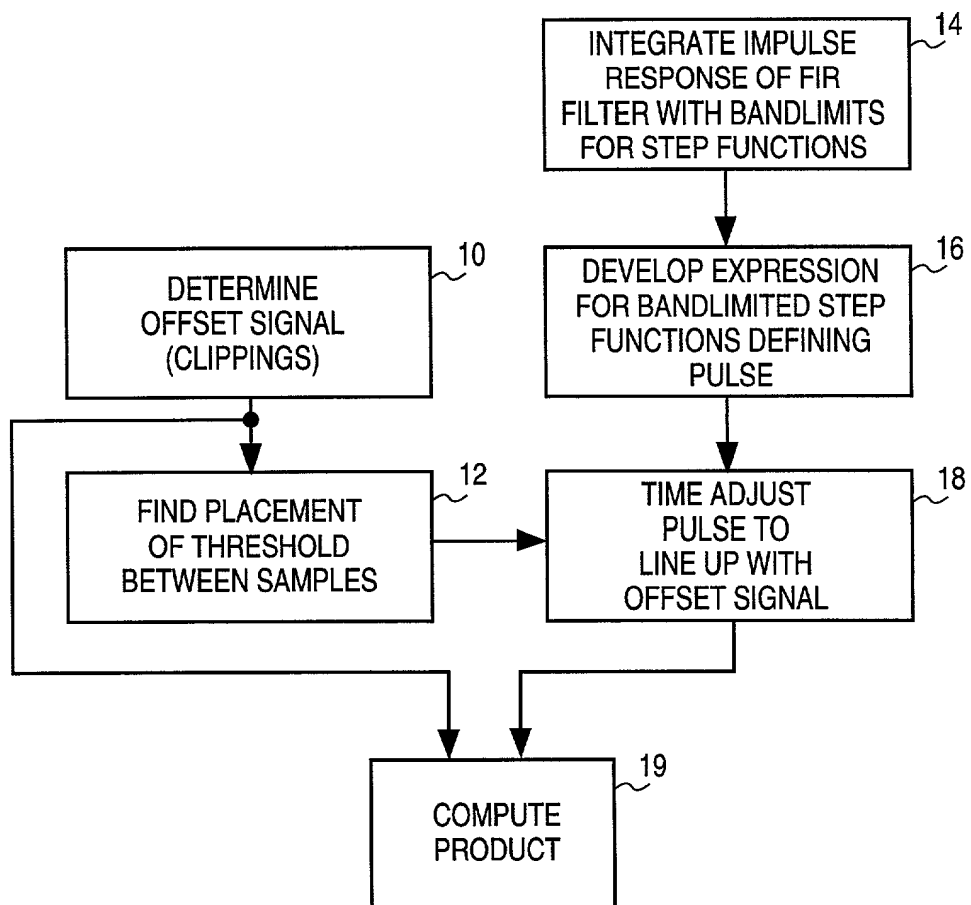 14
INTEGRATE IMPULSE
RESPONSE OF FIR
FILTER WITH BANDLIMITS
FOR STEP FUNCTIONS
10
DETERMINE
OFFSET SIGNAL
(CLIPPINGS)
16
DEVELOP EXPRESSION
FOR BANDLIMITED STEP
FUNCTIONS DEFINING
PULSE
12
FIND PLACEMENT
OF THRESHOLD
BETWEEN SAMPLES
18
TIME ADJUST
PULSE TO
LINE UP WITH
OFFSET SIGNAL
19
COMPUTE
PRODUCT